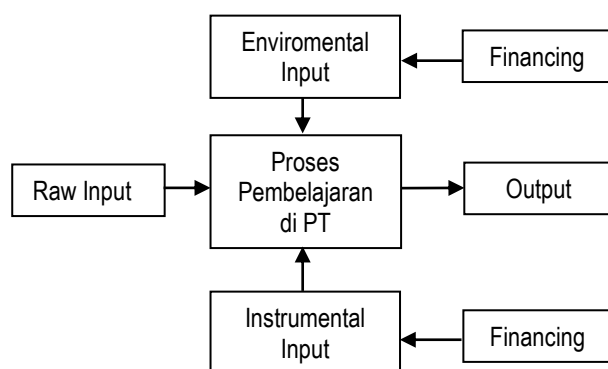 Enviromental
Input
Financing
Raw Input
Proses
Pembelajaran
di PT
Output
Instrumental
Input
Financing